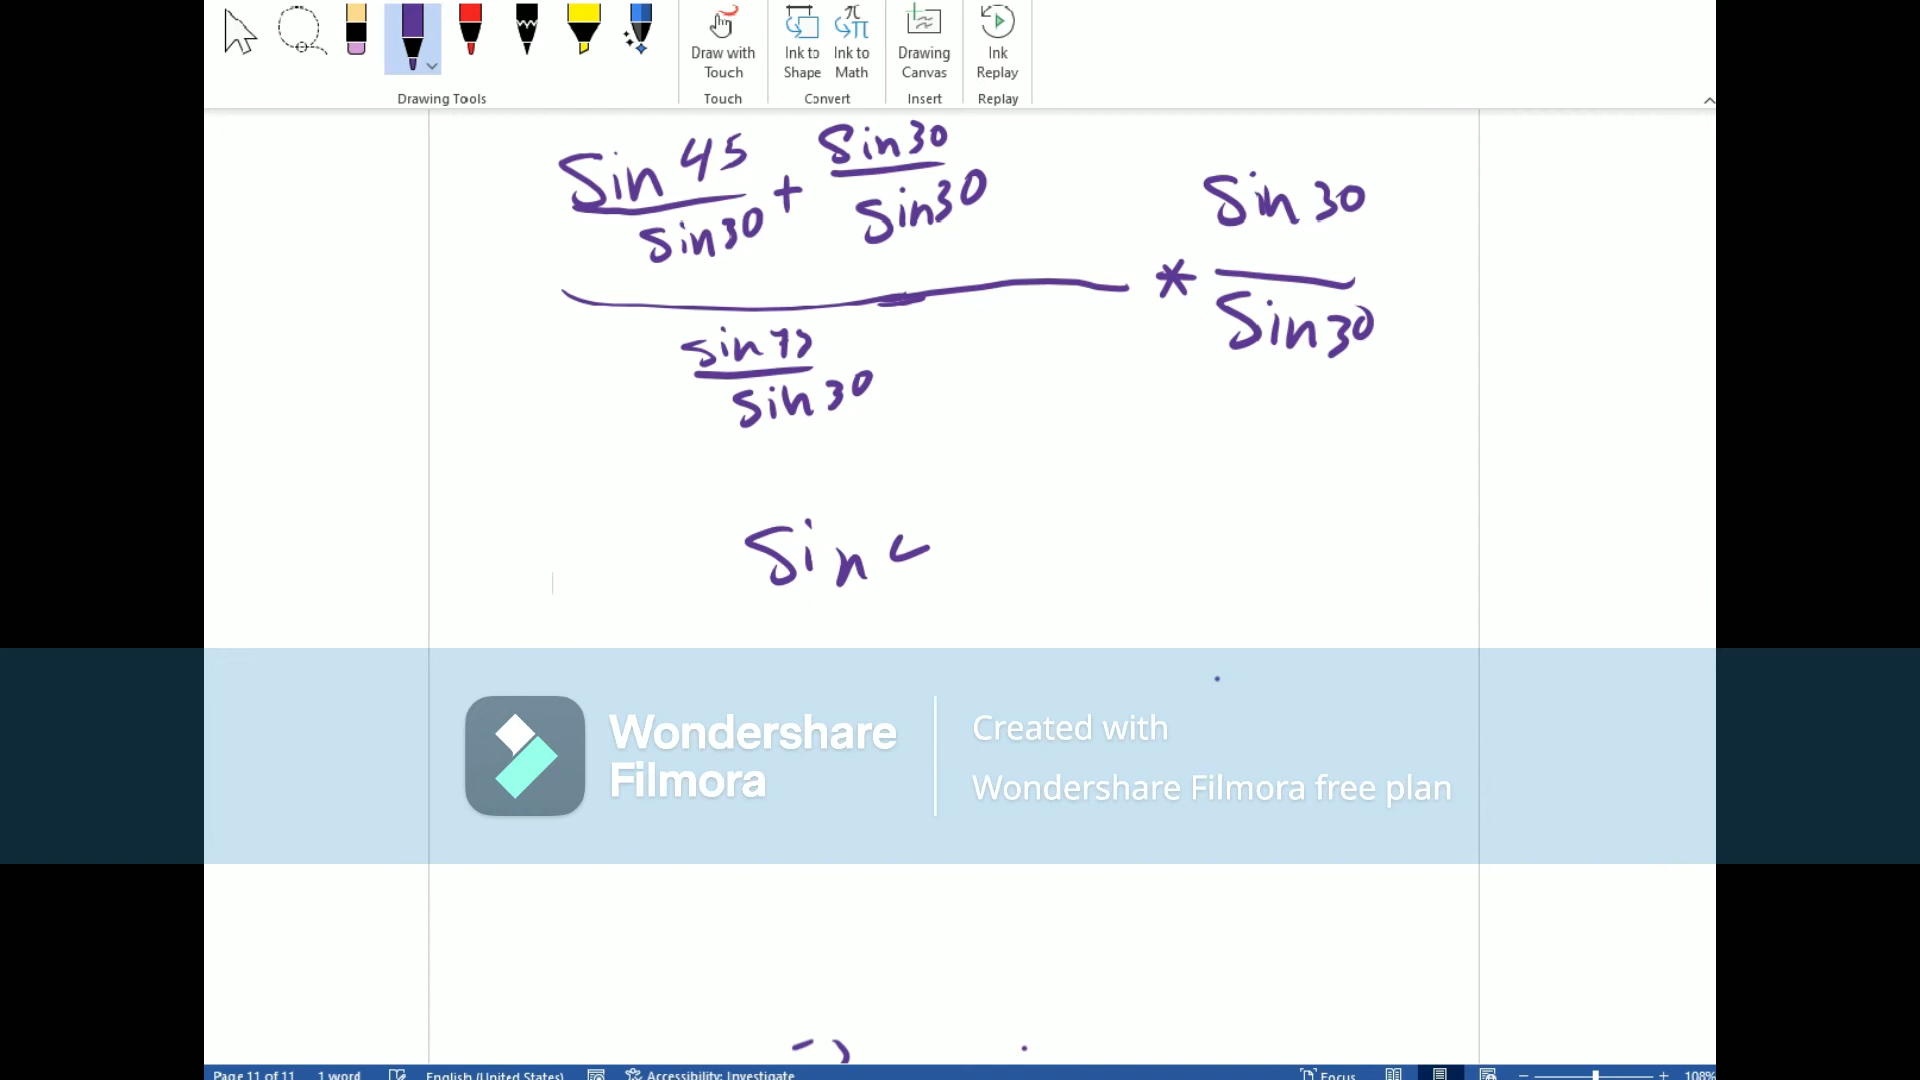 Draw with Touch
Ink to Shape
Ink to Math
Drawing Canvas
Ink Replay
Drawing Tools
Touch
Convert
Insert
Replay
Sin 45 / sin30 + Sin30 / Sin30
* Sin 30 / Sin30
sin75 / sin30
Sin
Wondershare Filmora
Created with
Wondershare Filmora free plan
Page 11 of 11 1 word English (United States) Accessibility: Investigate Focus 108%